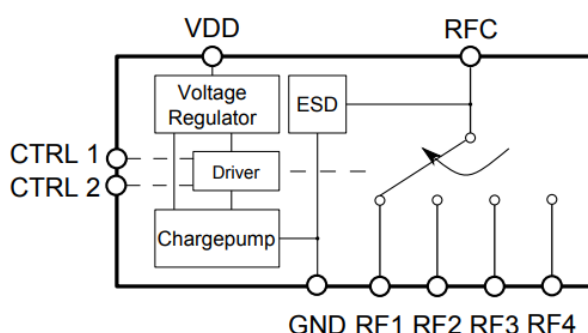 VDD
RFC
Voltage
Regulator
ESD
CTRL 1
CTRL 2
Driver
Chargepump
GND RF1 RF2 RF3 RF4